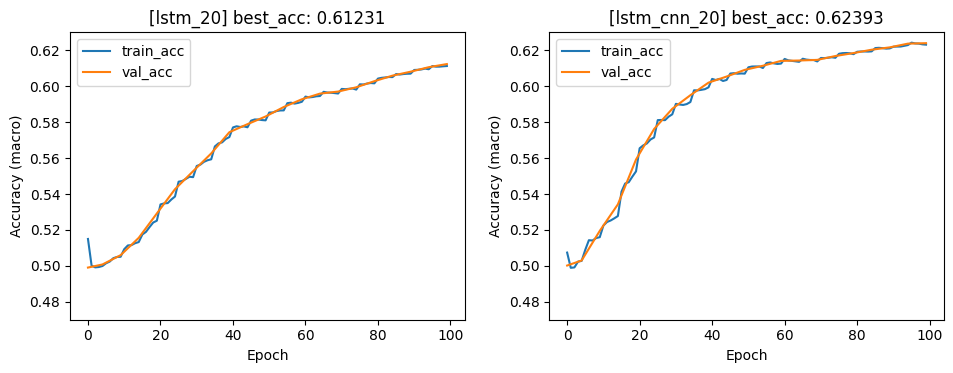 [lstm_20] best_acc: 0.61231
train_acc
val_acc
0.62
0.60
0.58
0.56
0.54
0.52
0.50
0.48
Accuracy (macro)
0
20
40
60
80
100
Epoch
[lstm_cnn_20] best_acc: 0.62393
train_acc
val_acc
0.62
0.60
0.58
0.56
0.54
0.52
0.50
0.48
Accuracy (macro)
0
20
40
60
80
100
Epoch